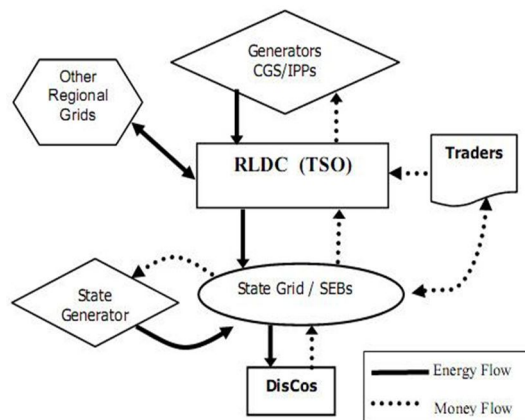 Generators
CGS/IPPs
Other
Regional
Grids
RLDC (TSO)
Traders
State Grid / SEBs
State
Generator
DisCos
Energy Flow
Money Flow